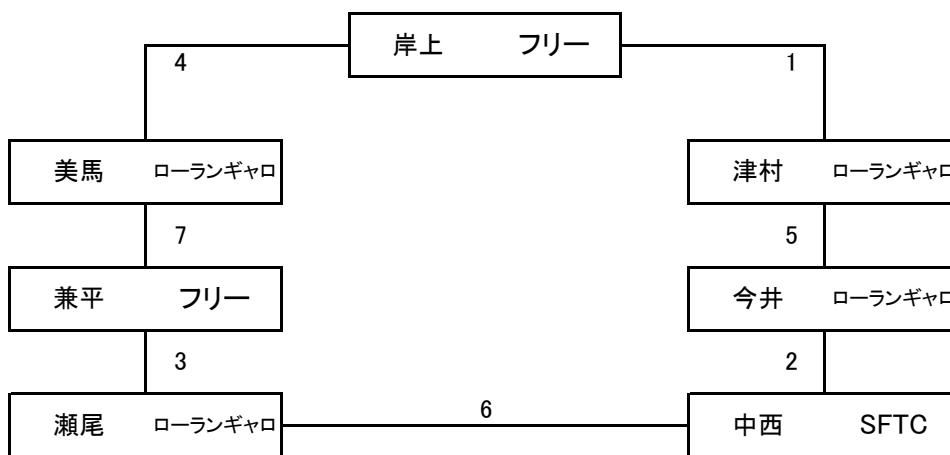 岸上 フリー
4 1
美馬 ローランギャロ 津村 ローランギャロ
7 5
兼平 フリー 今井 ローランギャロ
3 2
瀬尾 ローランギャロ 6 中西 SFTC